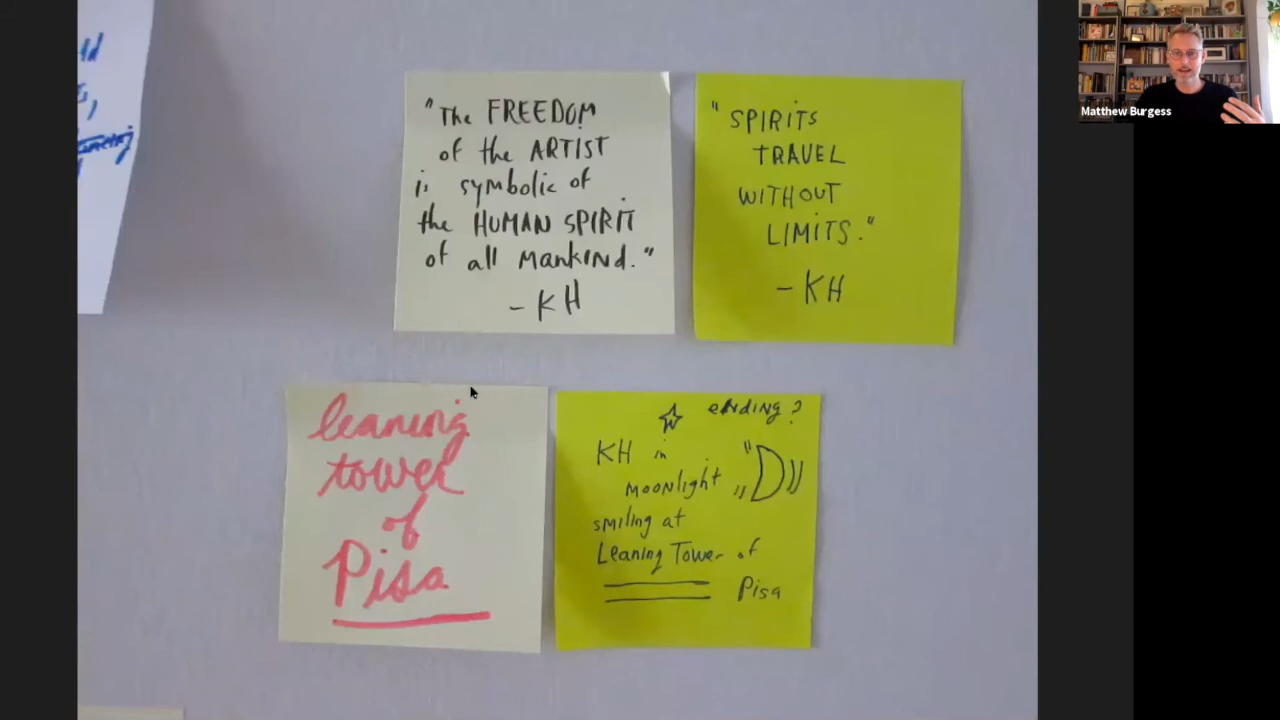 "The FREEDOM
of the ARTIST
is symbolic of
the HUMAN SPIRIT
of all MANKIND."
- KH
"SPIRITS
TRAVEL
WITHOUT
LIMITS."
- KH
leaning
tower
of
Pisa
ending?
KH in
moonlight
smiling at
Leaning Tower of
Pisa
Matthew Burgess